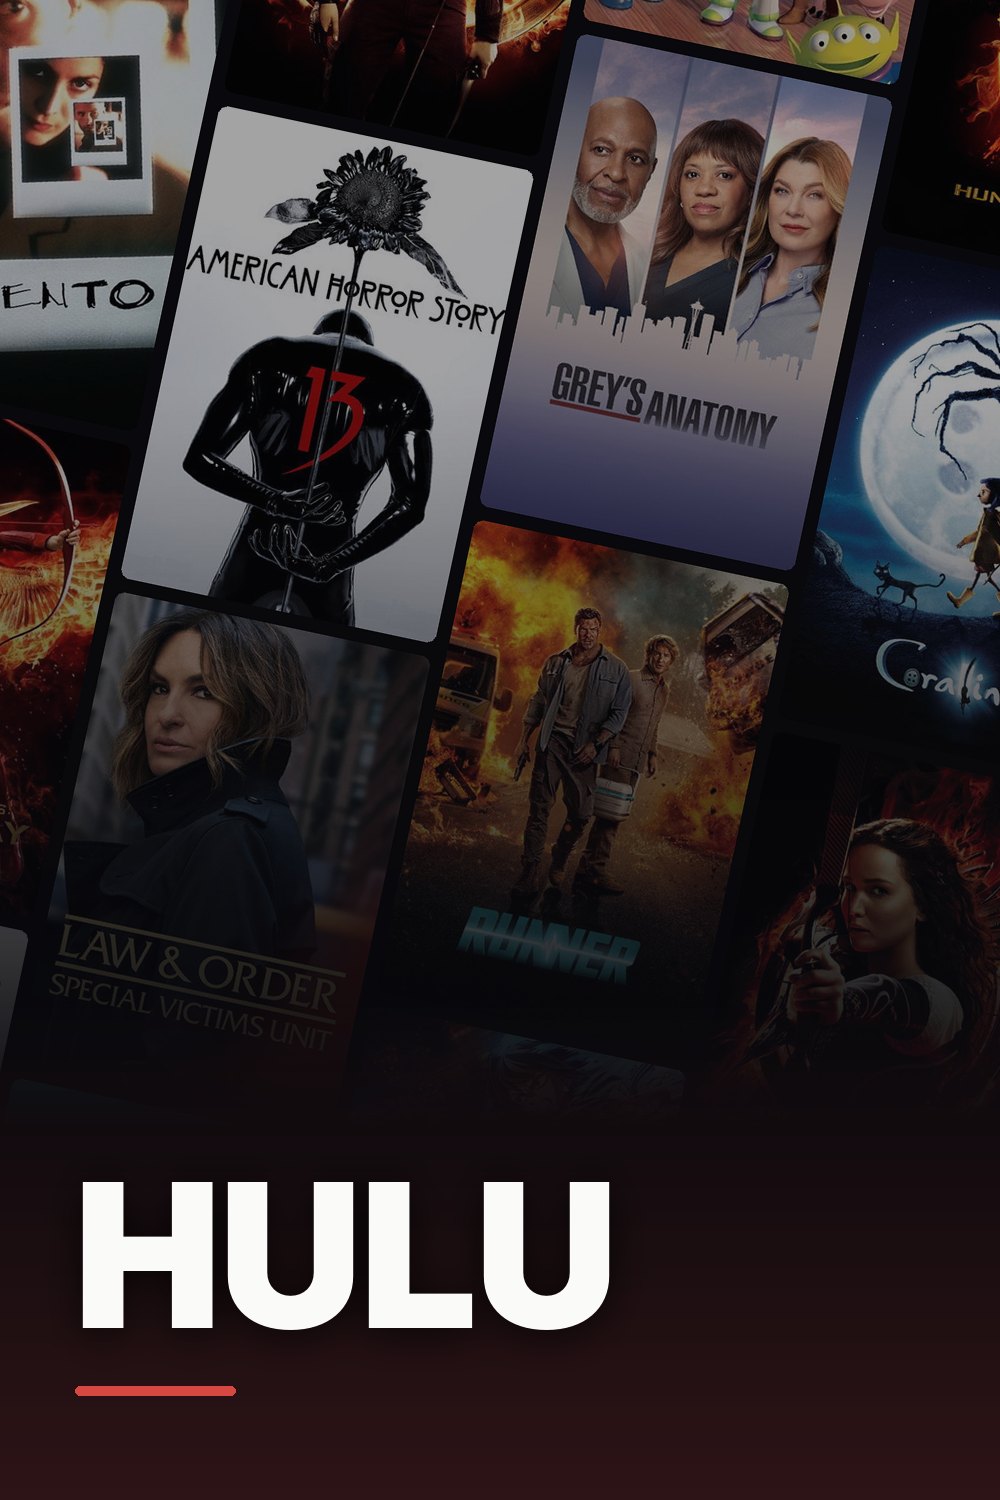 HUN
ENTO
AMERICAN HORROR STORY
13
GREY'S ANATOMY
Coralin
LAW & ORDER
SPECIAL VICTIMS UNIT
RUNNER
HULU